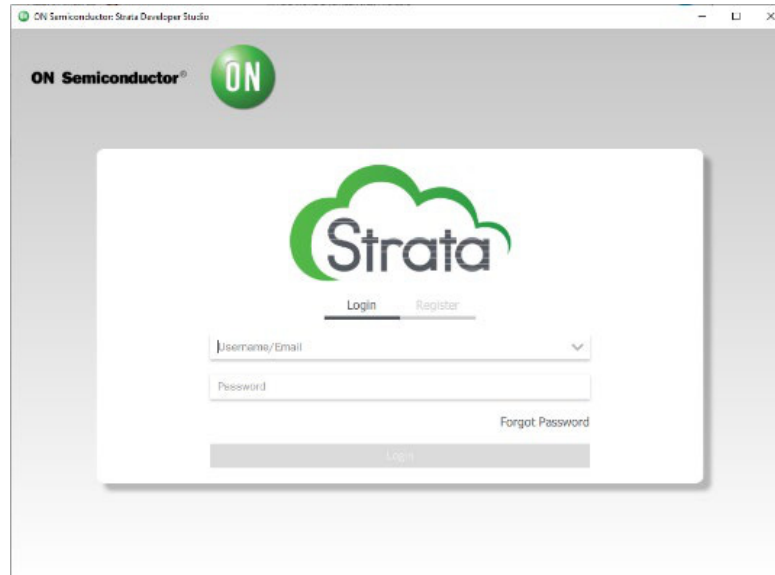 ON Semiconductor: Strata Developer Studio
ON Semiconductor®
ON
Strata
Login Register
Username/Email
Password
Forgot Password
Login